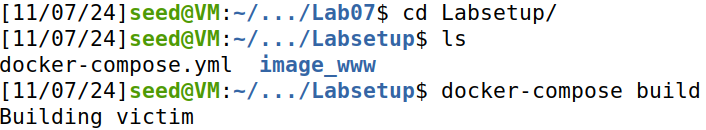 [11/07/24]seed@VM:~/.../Lab07$ cd Labsetup/
[11/07/24]seed@VM:~/.../Labsetup$ ls
docker-compose.yml  image_www
[11/07/24]seed@VM:~/.../Labsetup$ docker-compose build
Building victim